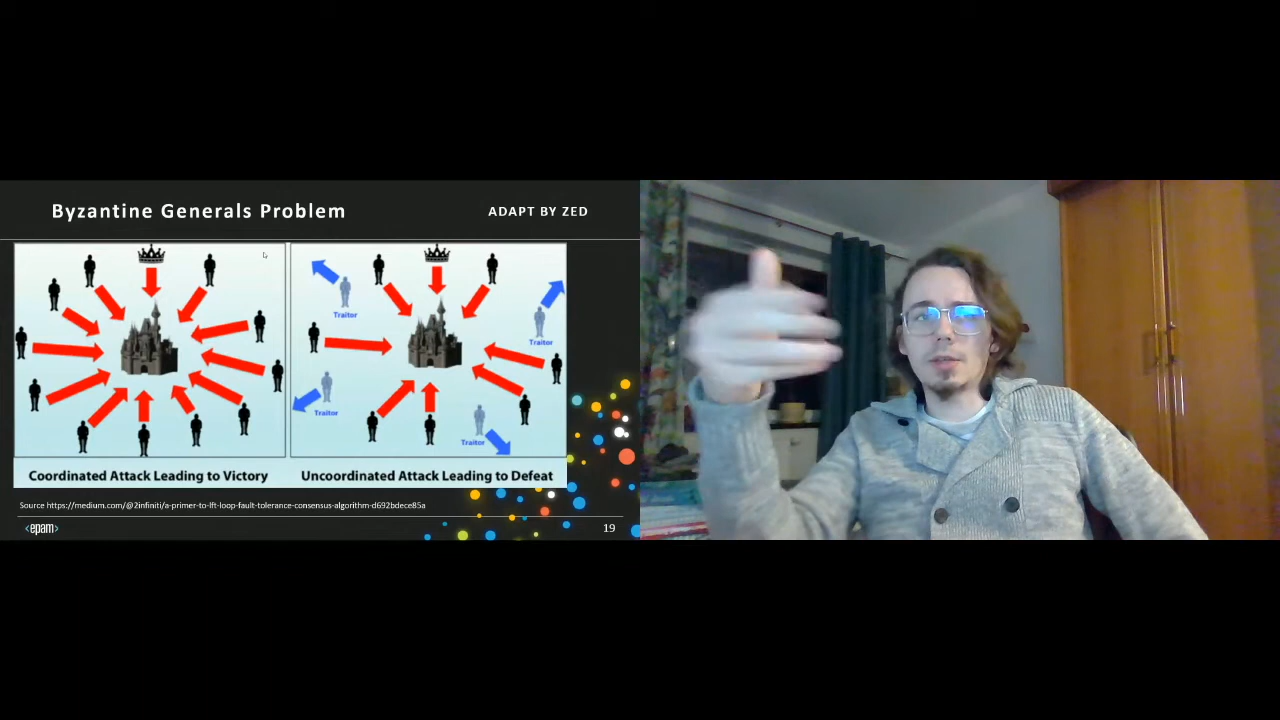 Byzantine Generals Problem
ADAPT BY ZED
Traitor
Traitor
Traitor
Traitor
Coordinated Attack Leading to Victory
Uncoordinated Attack Leading to Defeat
Source https://medium.com/@2infiniti/a-primer-to-lft-loop-fault-tolerance-consensus-algorithm-d692bdece85a
<epam>
19